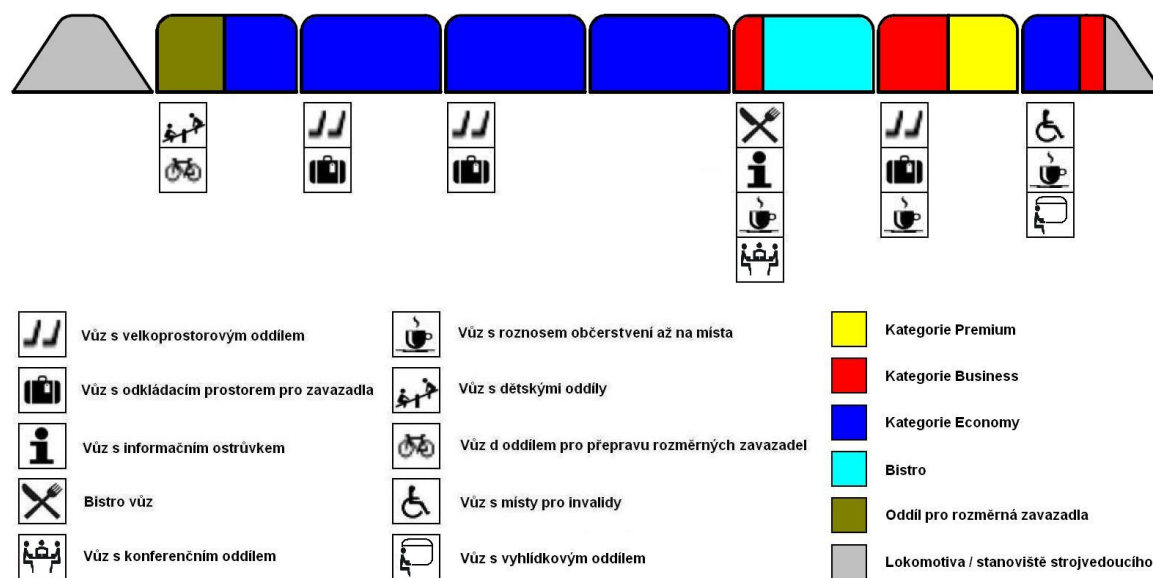 Vůz s velkoprostorovým oddílem
Vůz s odkládacím prostorem pro zavazadla
Vůz s informačním ostrůvkem
Bistro vůz
Vůz s konferenčním oddílem
Vůz s roznosem občerstvení až na místa
Vůz s dětskými oddíly
Vůz d oddílem pro přepravu rozměrných zavazadel
Vůz s místy pro invalidy
Vůz s vyhlídkovým oddílem
Kategorie Premium
Kategorie Business
Kategorie Economy
Bistro
Oddíl pro rozměrná zavazadla
Lokomotiva / stanoviště strojvedoucího